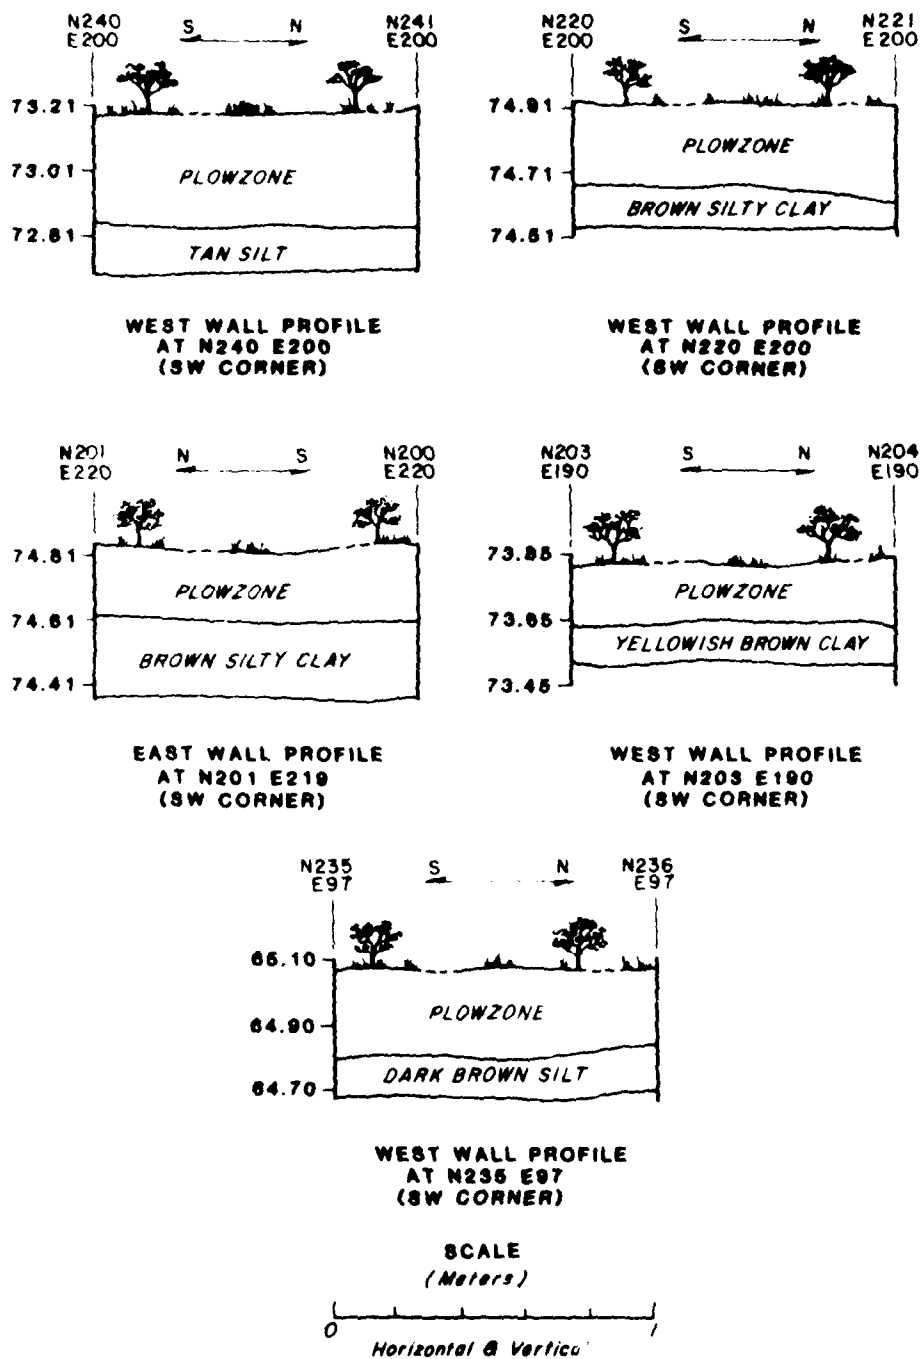 N240 S N N241
E200 E200
73.21
73.01
72.81
PLOWZONE
TAN SILT
WEST WALL PROFILE
AT N240 E200
(SW CORNER)
N220 S N N221
E200 E200
74.91
74.71
74.51
PLOWZONE
BROWN SILTY CLAY
WEST WALL PROFILE
AT N220 E200
(SW CORNER)
N201 N S N200
E220 E220
74.81
74.61
74.41
PLOWZONE
BROWN SILTY CLAY
EAST WALL PROFILE
AT N201 E219
(SW CORNER)
N203 S N N204
E190 E190
73.85
73.65
73.45
PLOWZONE
YELLOWISH BROWN CLAY
WEST WALL PROFILE
AT N203 E190
(SW CORNER)
N235 S N N236
E97 E97
65.10
64.90
64.70
PLOWZONE
DARK BROWN SILT
WEST WALL PROFILE
AT N235 E97
(SW CORNER)
SCALE
(Meters)
0 1
Horizontal & Vertical